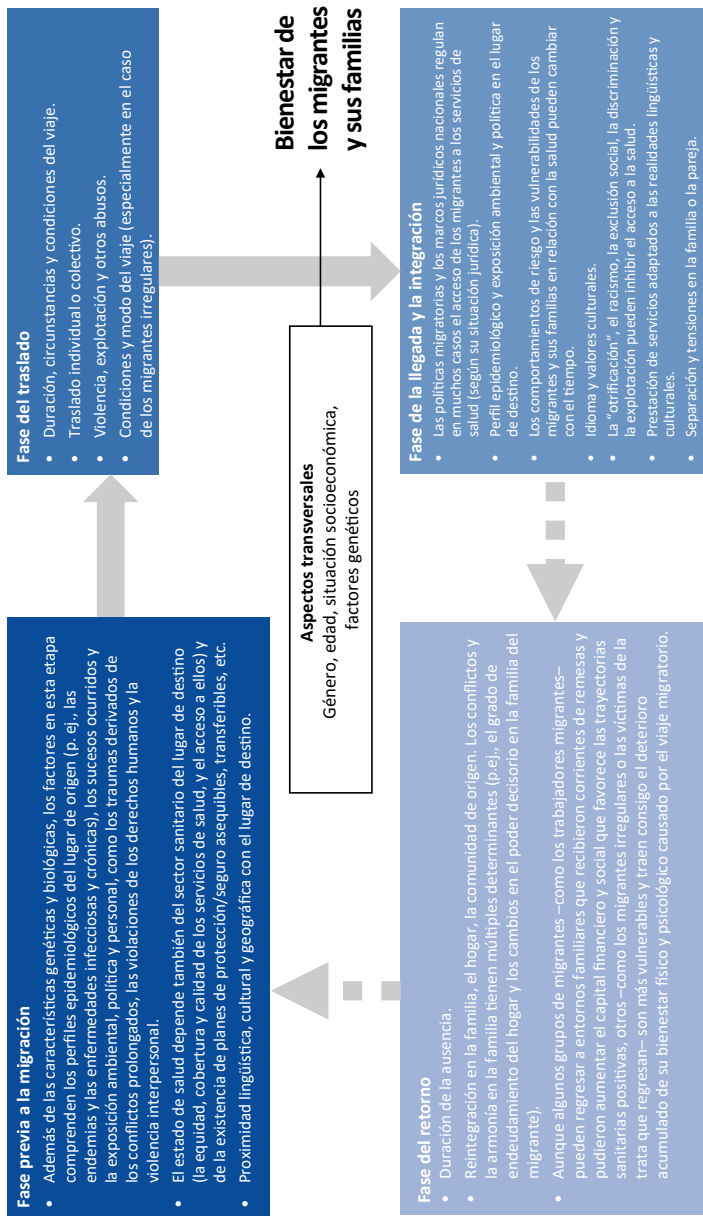 Fase previa a la migración
• Además de las características genéticas y biológicas, los factores en esta etapa
comprenden los perfiles epidemiológicos del lugar de origen (p. ej., las
endemias y las enfermedades infecciosas y crónicas), los sucesos ocurridos y
la exposición ambiental, política y personal, como los traumas derivados de
los conflictos prolongados, las violaciones de los derechos humanos y la
violencia interpersonal.
• El estado de salud depende también del sector sanitario del lugar de destino
(la equidad, cobertura y calidad de los servicios de salud, y el acceso a ellos) y
de la existencia de planes de protección/seguro asequibles, transferibles, etc.
• Proximidad lingüística, cultural y geográfica con el lugar de destino.
Fase del traslado
• Duración, circunstancias y condiciones del viaje.
• Traslado individual o colectivo.
• Violencia, explotación y otros abusos.
• Condiciones y modo del viaje (especialmente en el caso
de los migrantes irregulares).
Aspectos transversales
Género, edad, situación socioeconómica,
factores genéticos
Bienestar de
los migrantes
y sus familias
Fase del retorno
• Duración de la ausencia.
• Reintegración en la familia, el hogar, la comunidad de origen. Los conflictos y
la armonía en la familia tienen múltiples determinantes (p.ej., el grado de
endeudamiento del hogar y los cambios en el poder decisorio en la familia del
migrante).
• Aunque algunos grupos de migrantes –como los trabajadores migrantes–
pueden regresar a entornos familiares que recibieron corrientes de remesas y
pudieron aumentar el capital financiero y social que favorece las trayectorias
sanitarias positivas, otros –como los migrantes irregulares o las víctimas de la
trata que regresan– son más vulnerables y traen consigo el deterioro
acumulado de su bienestar físico y psicológico causado por el viaje migratorio.
Fase de la llegada y la integración
• Las políticas migratorias y los marcos jurídicos nacionales regulan
en muchos casos el acceso de los migrantes a los servicios de
salud (según su situación jurídica).
• Perfil epidemiológico y exposición ambiental y política en el lugar
de destino.
• Los comportamientos de riesgo y las vulnerabilidades de los
migrantes y sus familias en relación con la salud pueden cambiar
con el tiempo.
• Idioma y valores culturales.
• La "otrificación", el racismo, la exclusión social, la discriminación y
la explotación pueden inhibir el acceso a la salud.
• Prestación de servicios adaptados a las realidades lingüísticas y
culturales.
• Separación y tensiones en la familia o la pareja.